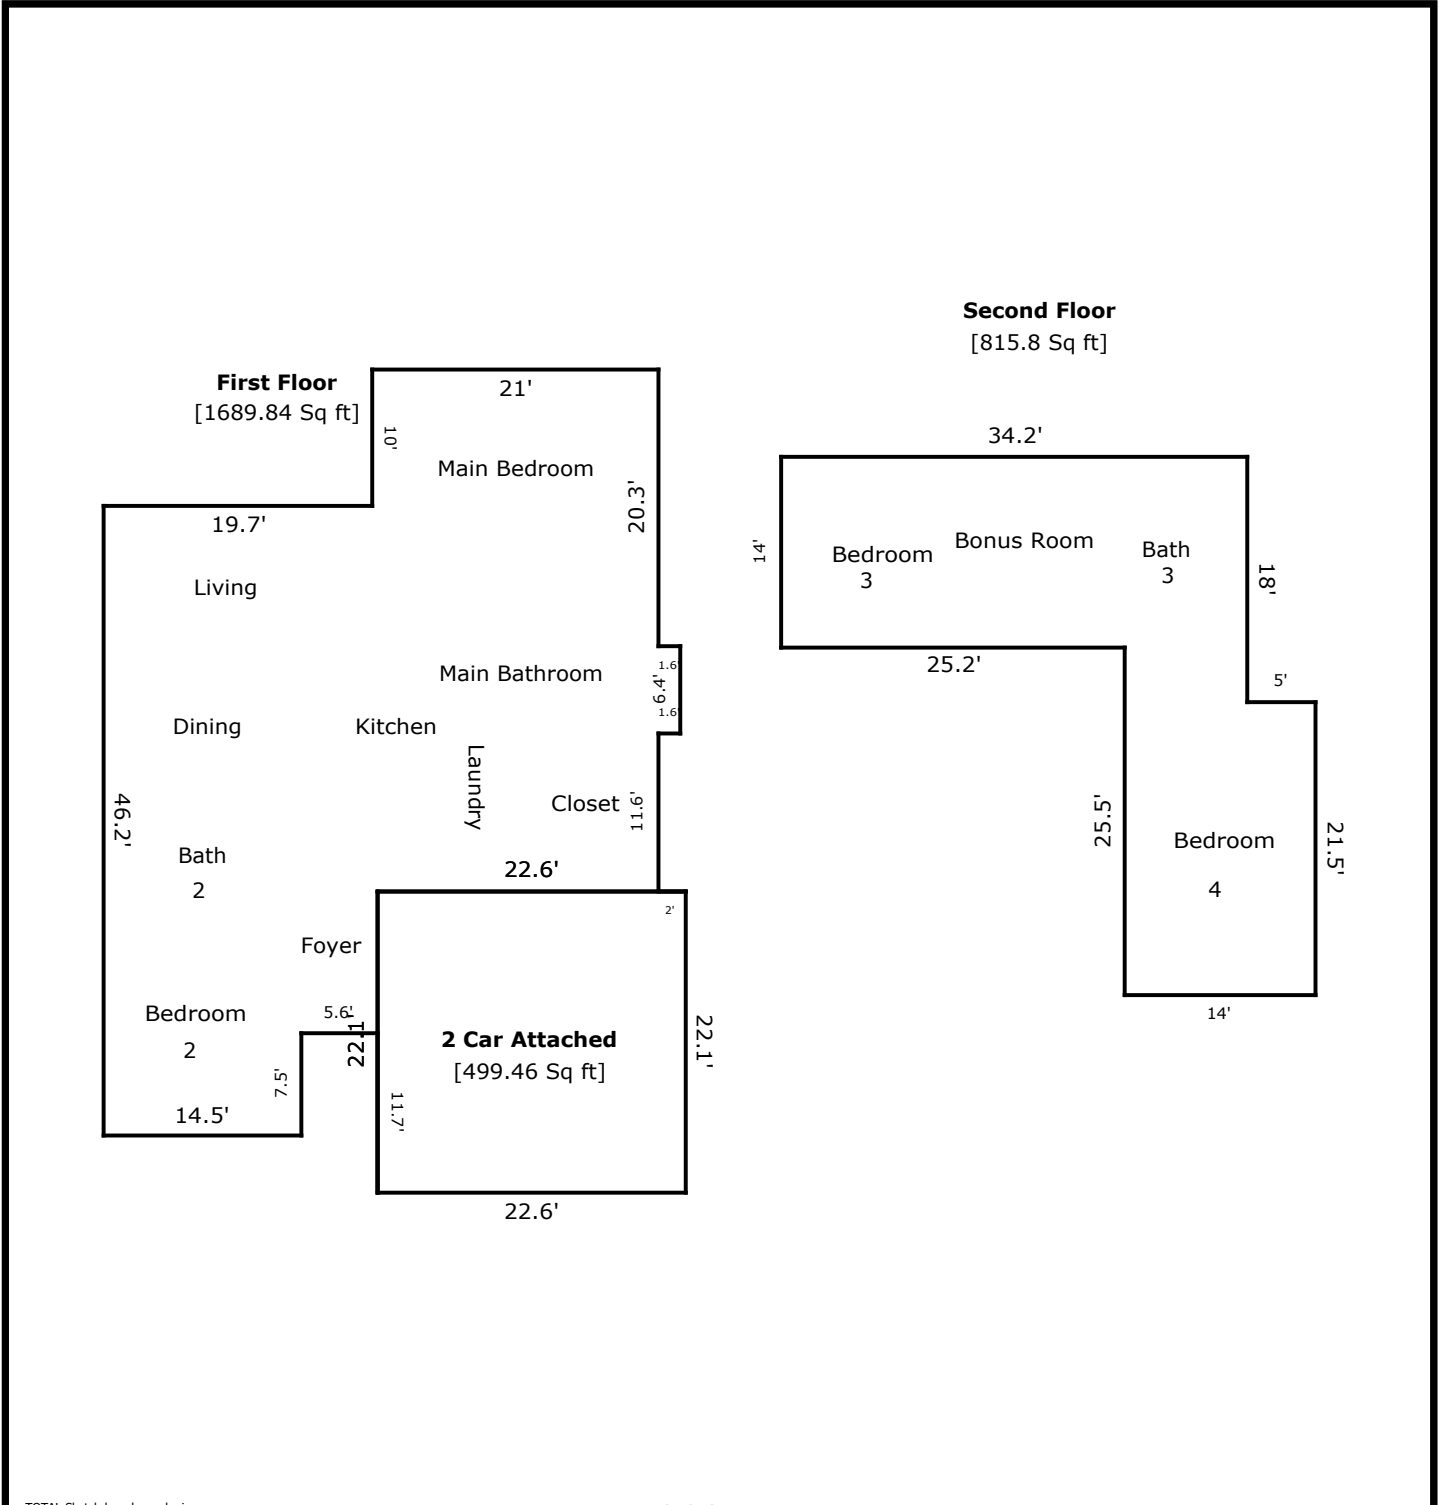 Second Floor
[815.8 Sq ft]
First Floor
[1689.84 Sq ft]
21'
10'
Main Bedroom
20.3'
19.7'
Living
Main Bathroom
1.6'
6.4'
1.6'
Dining
Kitchen
Laundry
Closet
11.6'
46.2'
Bath
2
22.6'
2'
Foyer
Bedroom
2
5.6'
22.1'
7.5'
14.5'
2 Car Attached
[499.46 Sq ft]
11.7'
22.1'
22.6'
34.2'
14'
Bedroom
3
Bonus Room
Bath
3
18'
25.2'
5'
25.5'
Bedroom
4
21.5'
14'